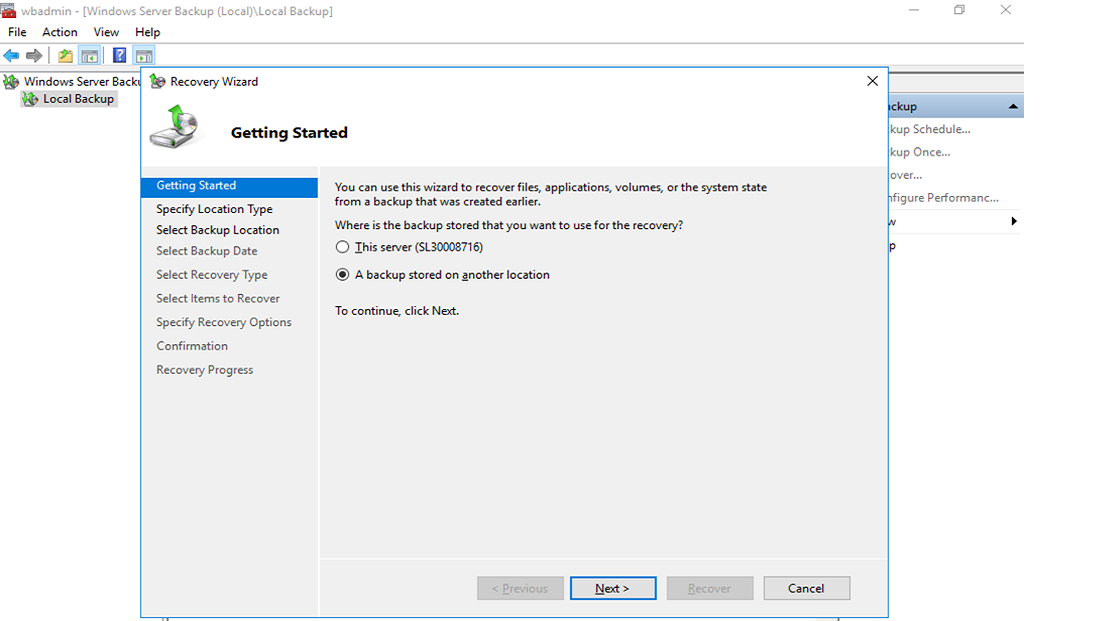 wbadmin - [Windows Server Backup (Local)\Local Backup]
File Action View Help
Windows Server Backu
Local Backup
Recovery Wizard
Getting Started
Getting Started
Specify Location Type
Select Backup Location
Select Backup Date
Select Recovery Type
Select Items to Recover
Specify Recovery Options
Confirmation
Recovery Progress
You can use this wizard to recover files, applications, volumes, or the system state
from a backup that was created earlier.
Where is the backup stored that you want to use for the recovery?
This server (SL30008716)
A backup stored on another location
To continue, click Next.
< Previous Next > Recover Cancel
ackup
kup Schedule...
kup Once...
over...
nfigure Performanc...
w
p